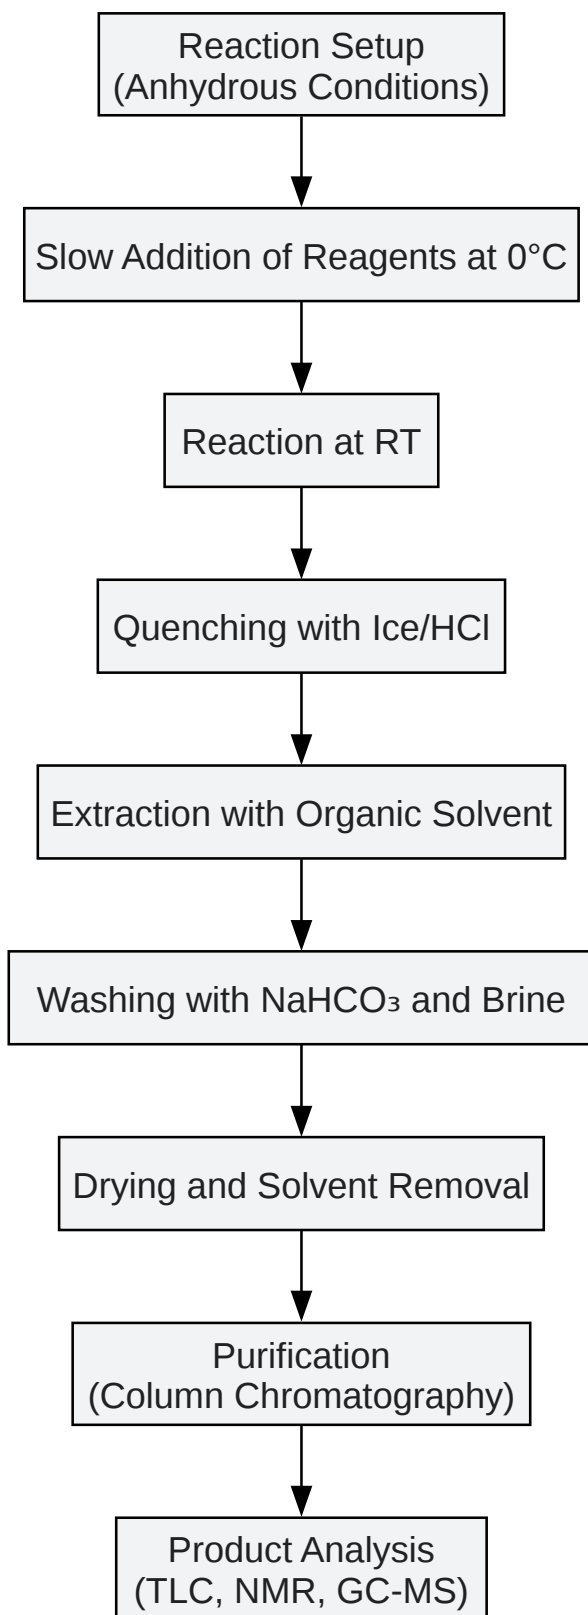 Reaction Setup
(Anhydrous Conditions)
Slow Addition of Reagents at 0°C
Reaction at RT
Quenching with Ice/HCl
Extraction with Organic Solvent
Washing with NaHCO₃ and Brine
Drying and Solvent Removal
Purification
(Column Chromatography)
Product Analysis
(TLC, NMR, GC-MS)